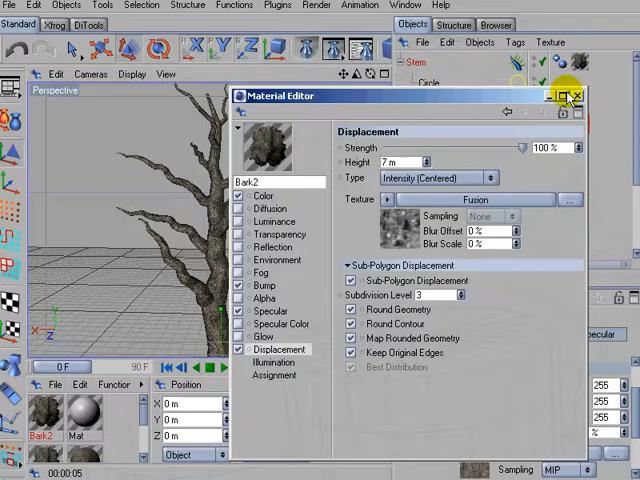 File Objects Tools Selection Structure Functions Plugins Render Animation Window
Standard Xfrog DiTools
Objects Structure Browser
File Edit Objects Tags Texture
Stem
Circle
Edit Cameras Display View
Perspective
Material Editor
Bark2
Color
Diffusion
Luminance
Transparency
Reflection
Environment
Fog
Bump
Alpha
Specular
Specular Color
Glow
Displacement
Illumination
Assignment
Displacement
Strength 100 %
Height 7 m
Type Intensity (Centered)
Texture Fusion ...
Sampling None
Blur Offset 0 %
Blur Scale 0 %
Sub-Polygon Displacement
Sub-Polygon Displacement
Subdivision Level 3
Round Geometry
Round Contour
Map Rounded Geometry
Keep Original Edges
Best Distribution
X
Y
Z
0 F 90 F
File Edit Function
Bark2 Mat
Position
X 0 m
Y 0 m
Z 0 m
Object
00:00:05
255
255
255
%
Sampling MIP